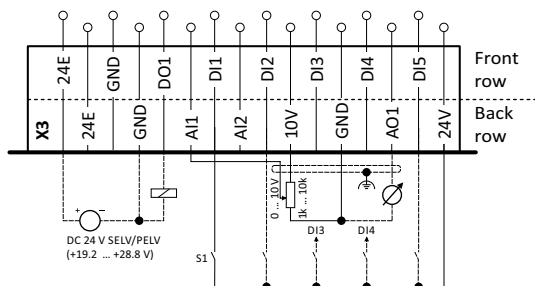 24E
GND
DO1
DI1
DI2
DI3
DI4
DI5
Front
row
X3
24E
GND
AI1
AI2
10V
GND
AO1
24V
Back
row
0 ... 10 V
1k ... 10k
+
−
DC 24 V SELV/PELV
(+19.2 ... +28.8 V)
S1
DI3
DI4